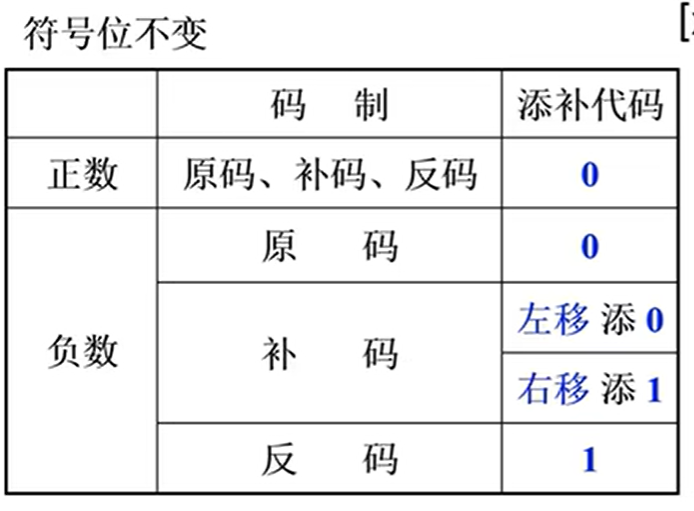 符号位不变
码 制 添补代码
正数 原码、补码、反码 0
负数 原 码 0
补 码 左移 添 0
右移 添 1
反 码 1